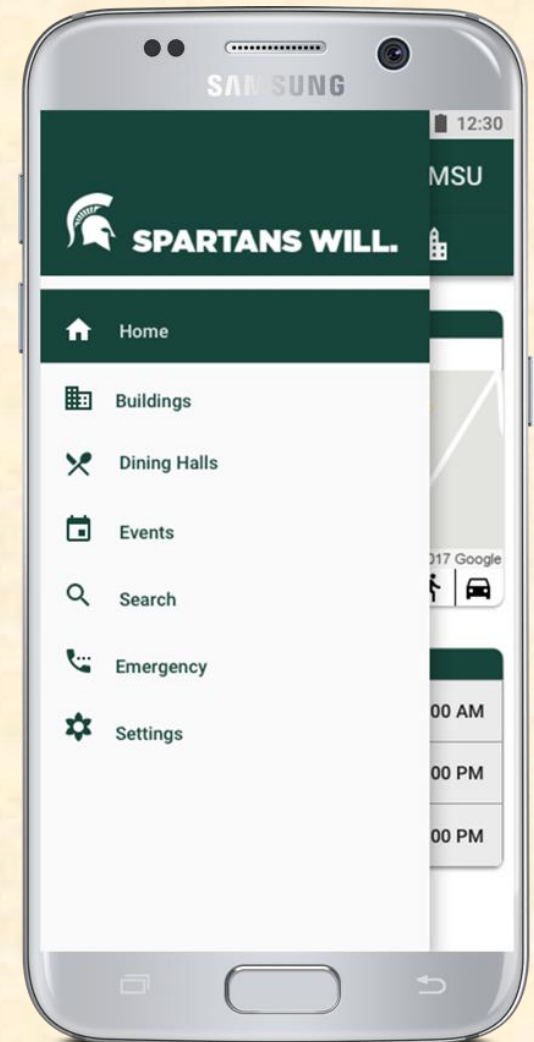 SAMSUNG
12:30
MSU
SPARTANS WILL.
Home
Buildings
Dining Halls
Events
017 Google
Search
Emergency
00 AM
Settings
00 PM
00 PM